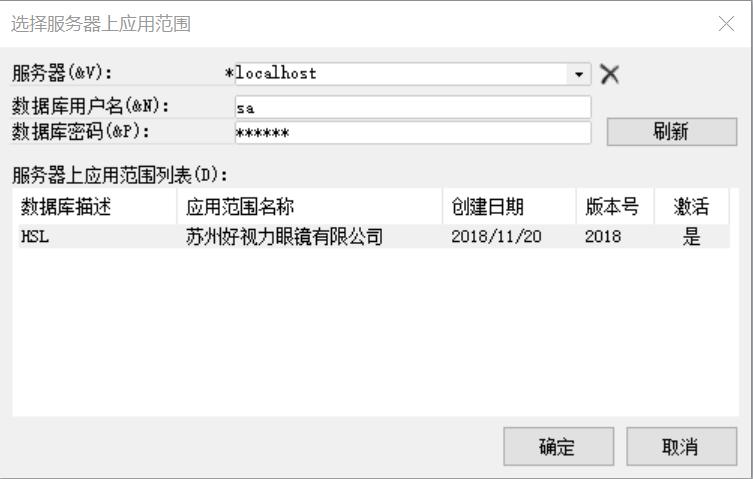 选择服务器上应用范围
服务器(&V): *localhost
数据库用户名(&N): sa
数据库密码(&P): ******
刷新
服务器上应用范围列表(D):
数据库描述 应用范围名称 创建日期 版本号 激活
HSL 苏州好视力眼镜有限公司 2018/11/20 2018 是
确定 取消